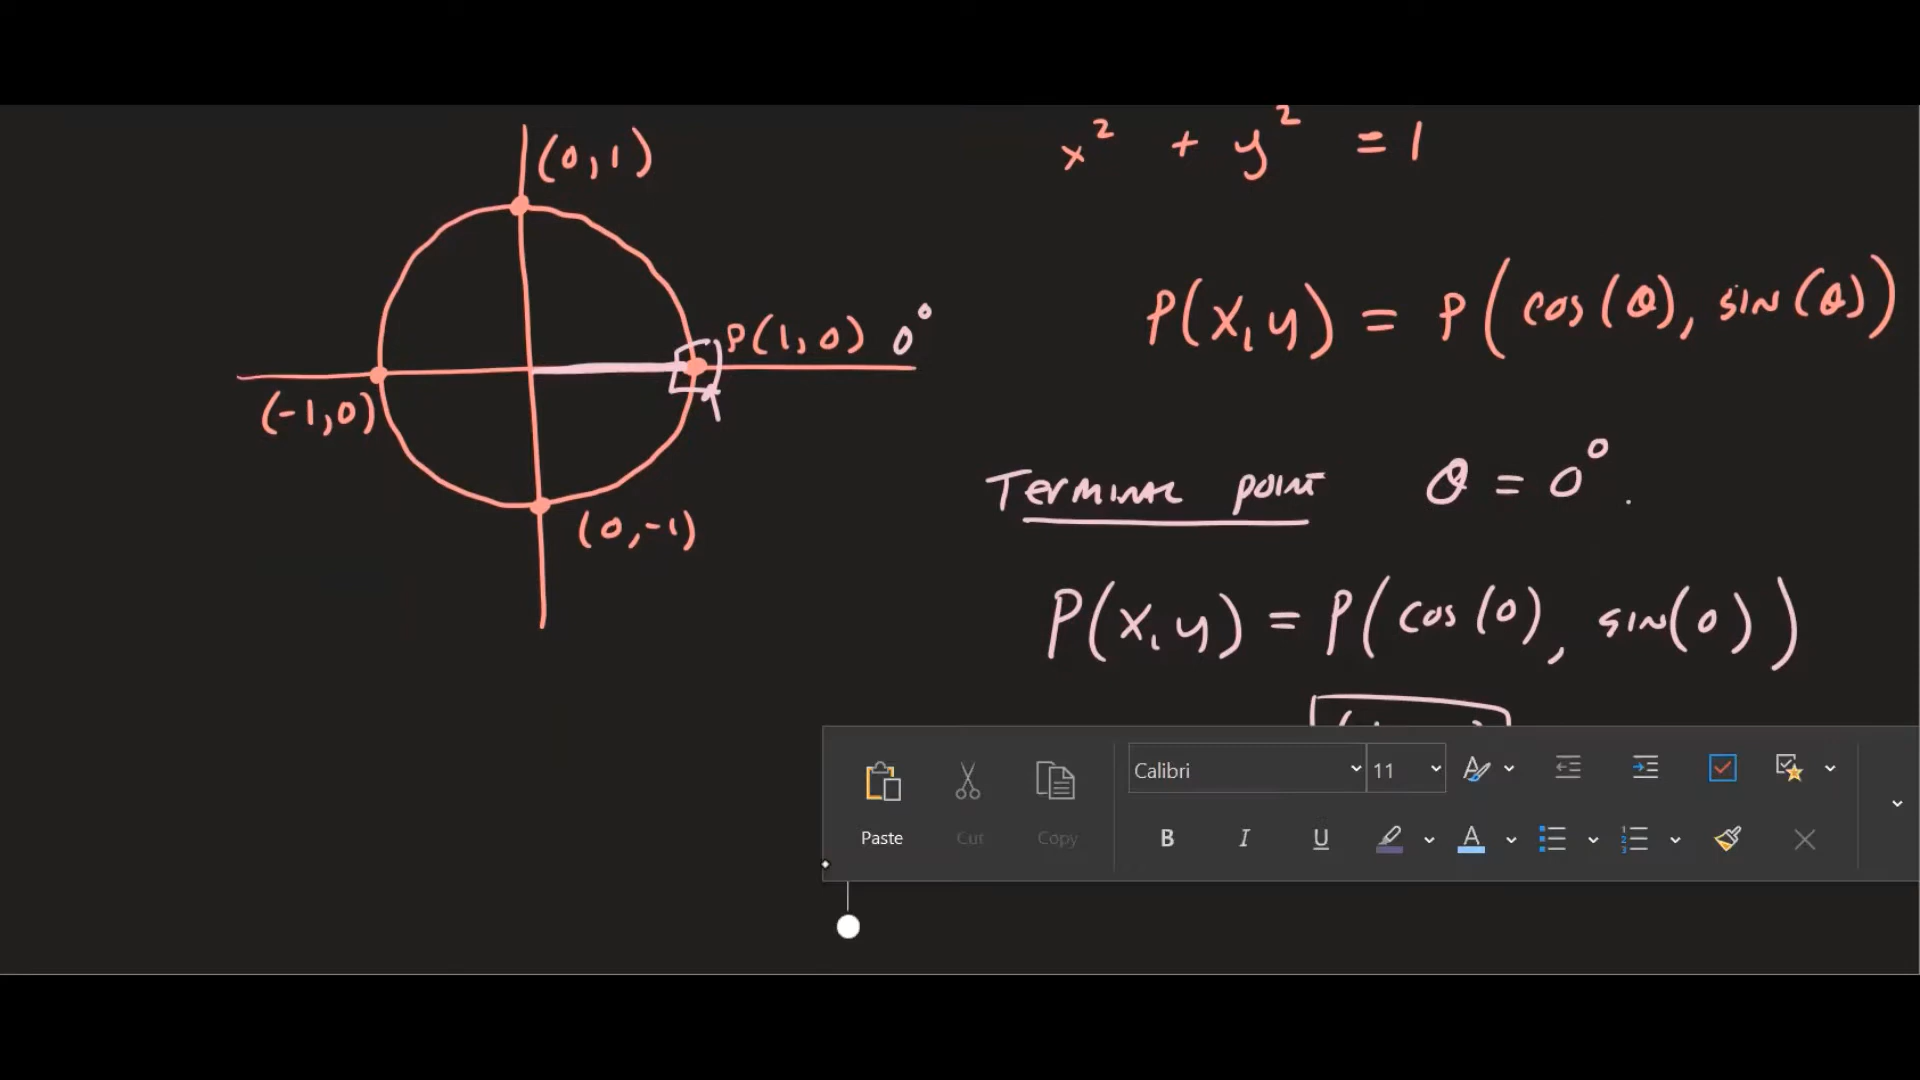 x² + y² = 1
(0,1)
P(x,y) = P(cos(θ), sin(θ))
P(1,0) 0°
(-1,0)
Terminal point θ = 0°.
(0,-1)
P(x,y) = P(cos(0), sin(0))
Calibri 11
Paste Cut Copy B I U A